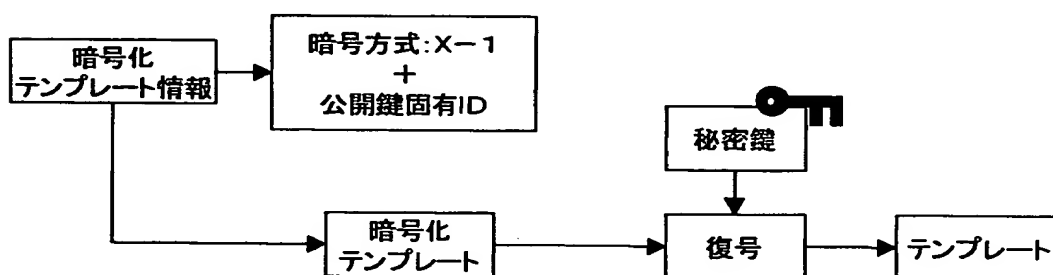 暗号化
テンプレート情報
暗号方式:X−1
+
公開鍵固有ID
秘密鍵
暗号化
テンプレート
復号
テンプレート